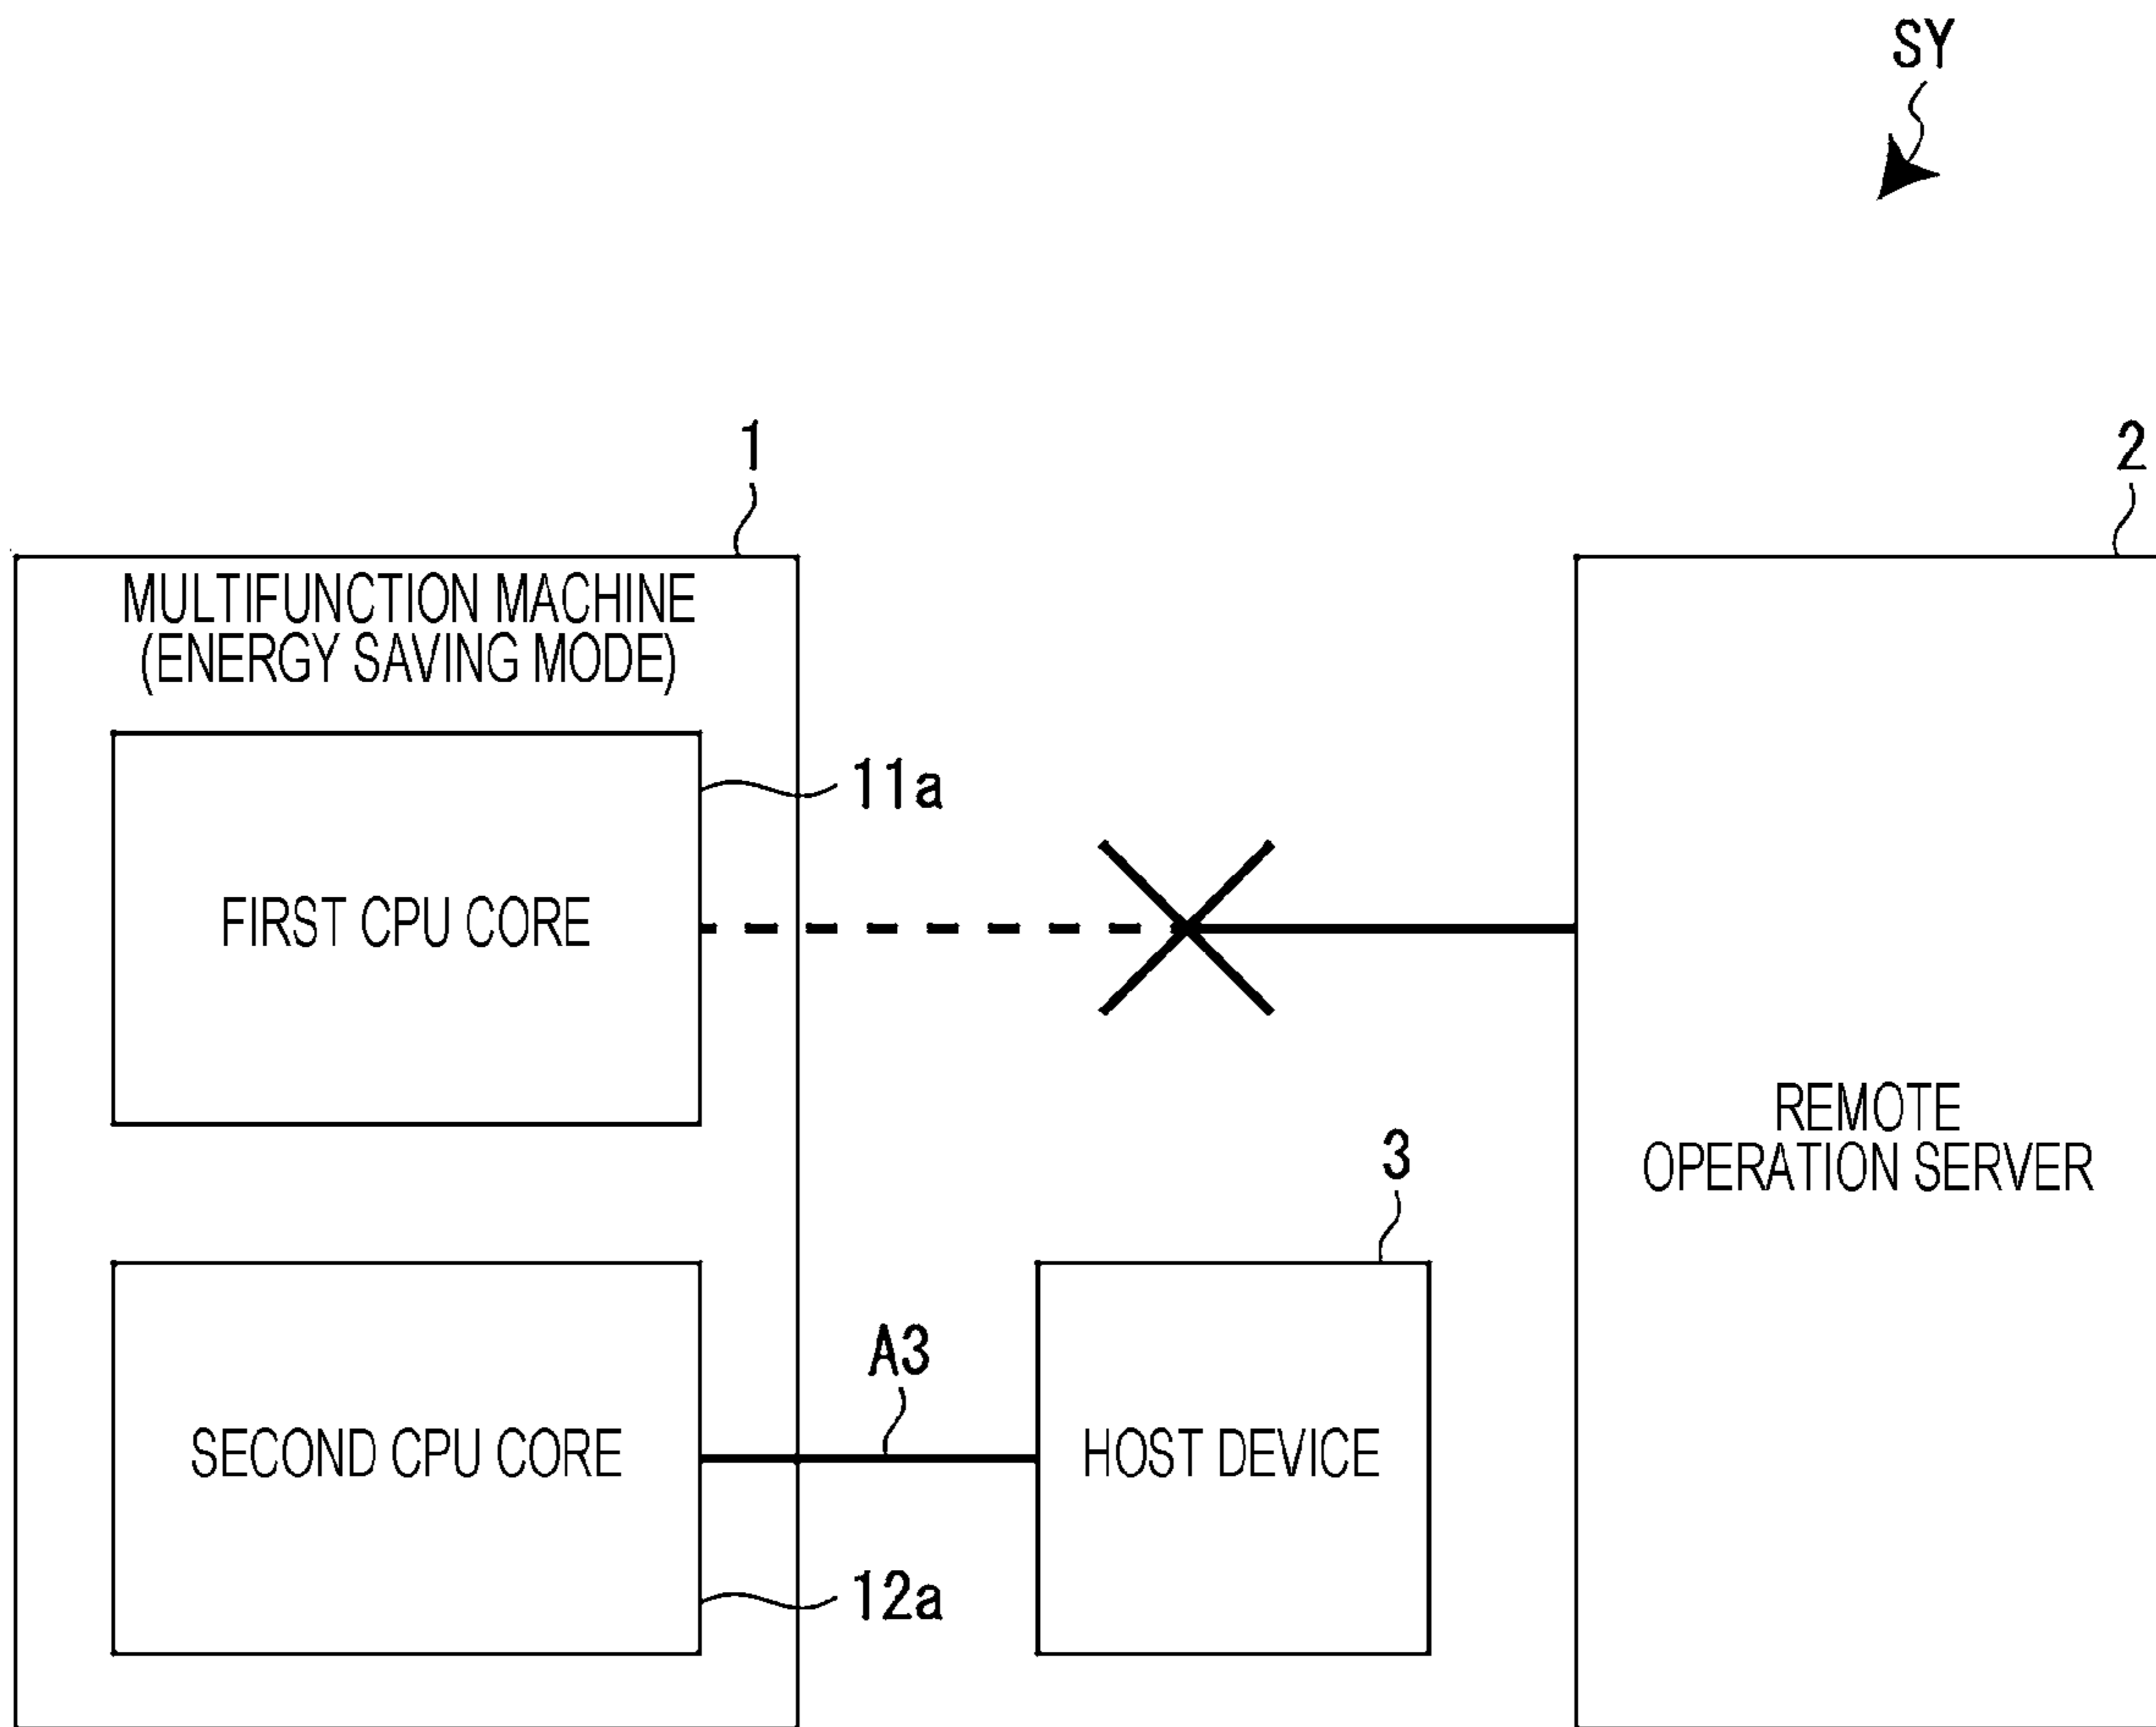 SY
1
2
MULTIFUNCTION MACHINE
(ENERGY SAVING MODE)
11a
FIRST CPU CORE
REMOTE
OPERATION SERVER
3
A3
SECOND CPU CORE
HOST DEVICE
12a